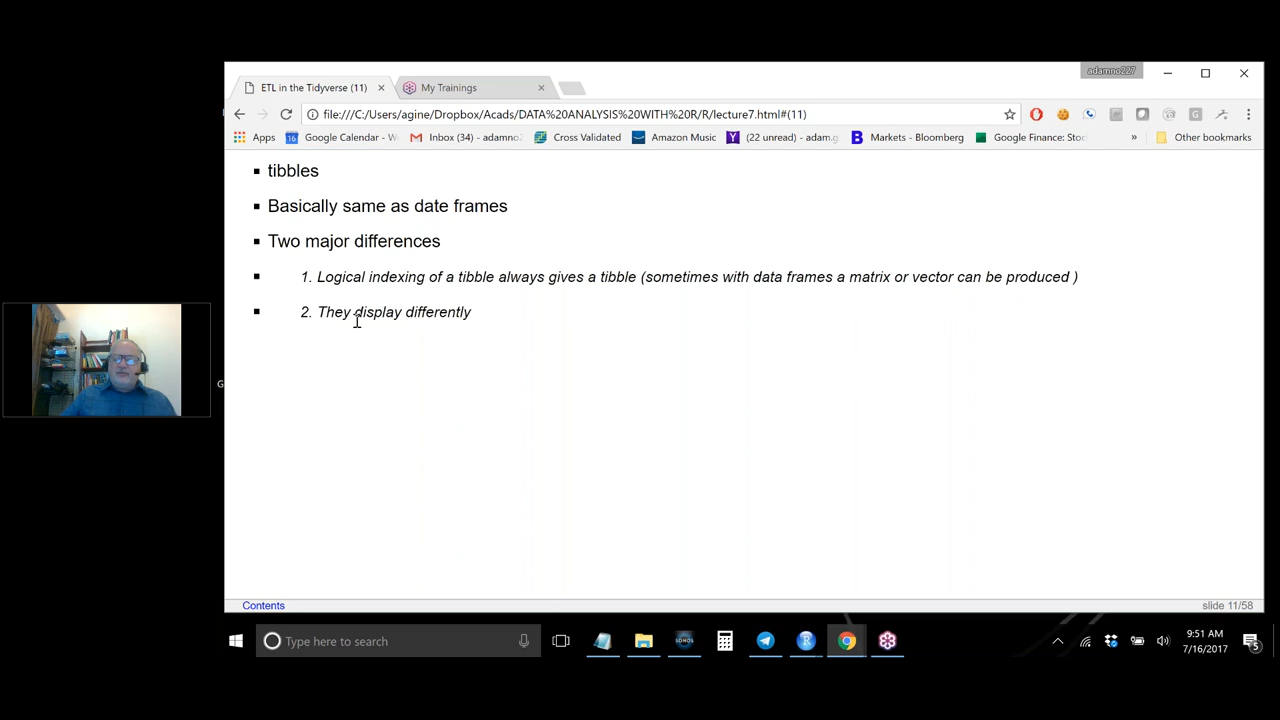 adamno227
ETL in the Tidyverse (11)
My Trainings
file:///C:/Users/agine/Dropbox/Acads/DATA%20ANALYSIS%20WITH%20R/R/lecture7.html#(11)
Apps
Google Calendar - W
Inbox (34) - adamno2
Cross Validated
Amazon Music
(22 unread) - adam.g
Markets - Bloomberg
Google Finance: Stoc
»
Other bookmarks
tibbles
Basically same as date frames
Two major differences
1. Logical indexing of a tibble always gives a tibble (sometimes with data frames a matrix or vector can be produced )
2. They display differently
G
Contents
slide 11/58
Type here to search
SONOS
9:51 AM
7/16/2017
5